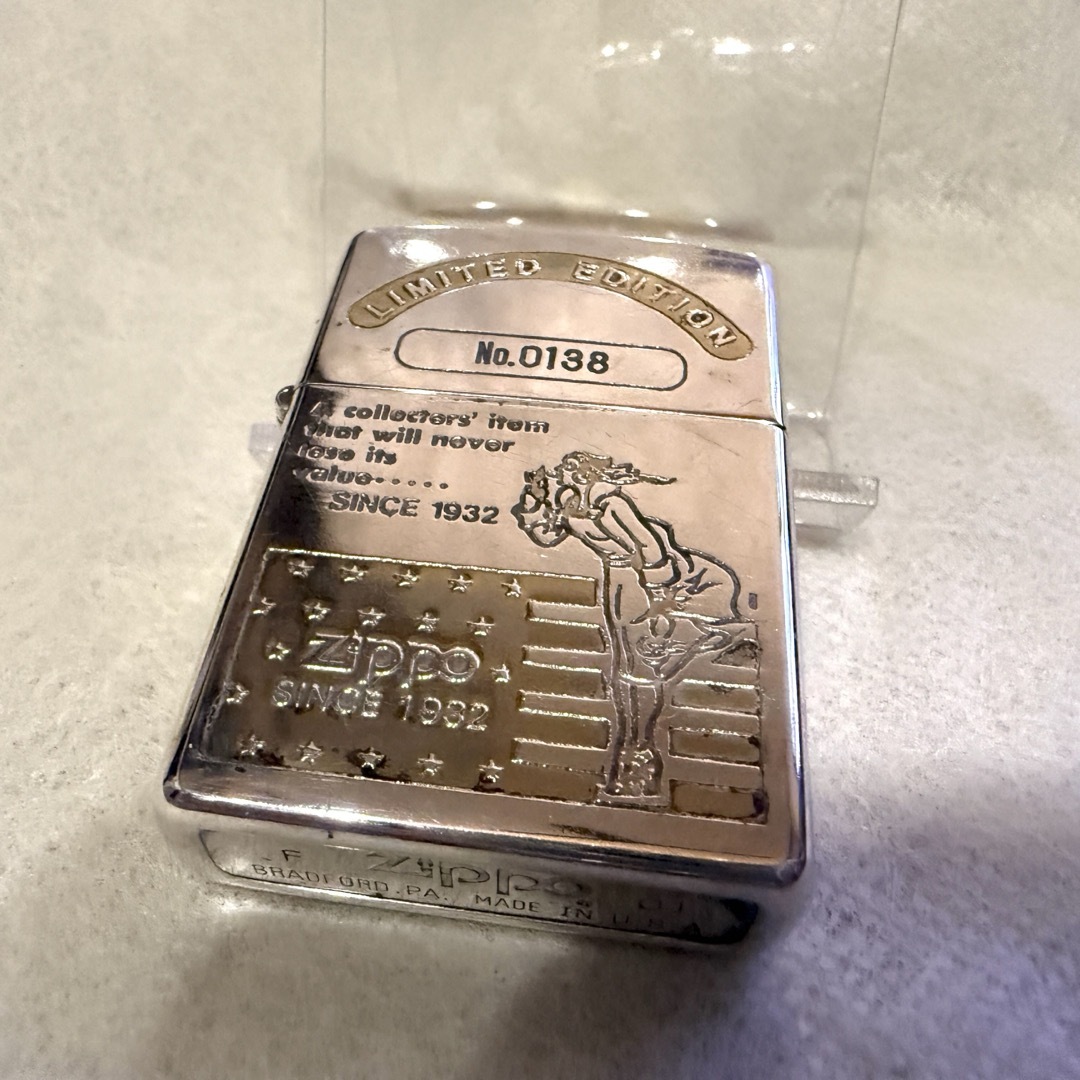 LIMITED EDITION
No.0138
A collectors' item
that will never
lose its
value·····
SINCE 1932
Zippo
SINCE 1932
F Zippo
BRADFORD.PA. MADE IN U.S.A.